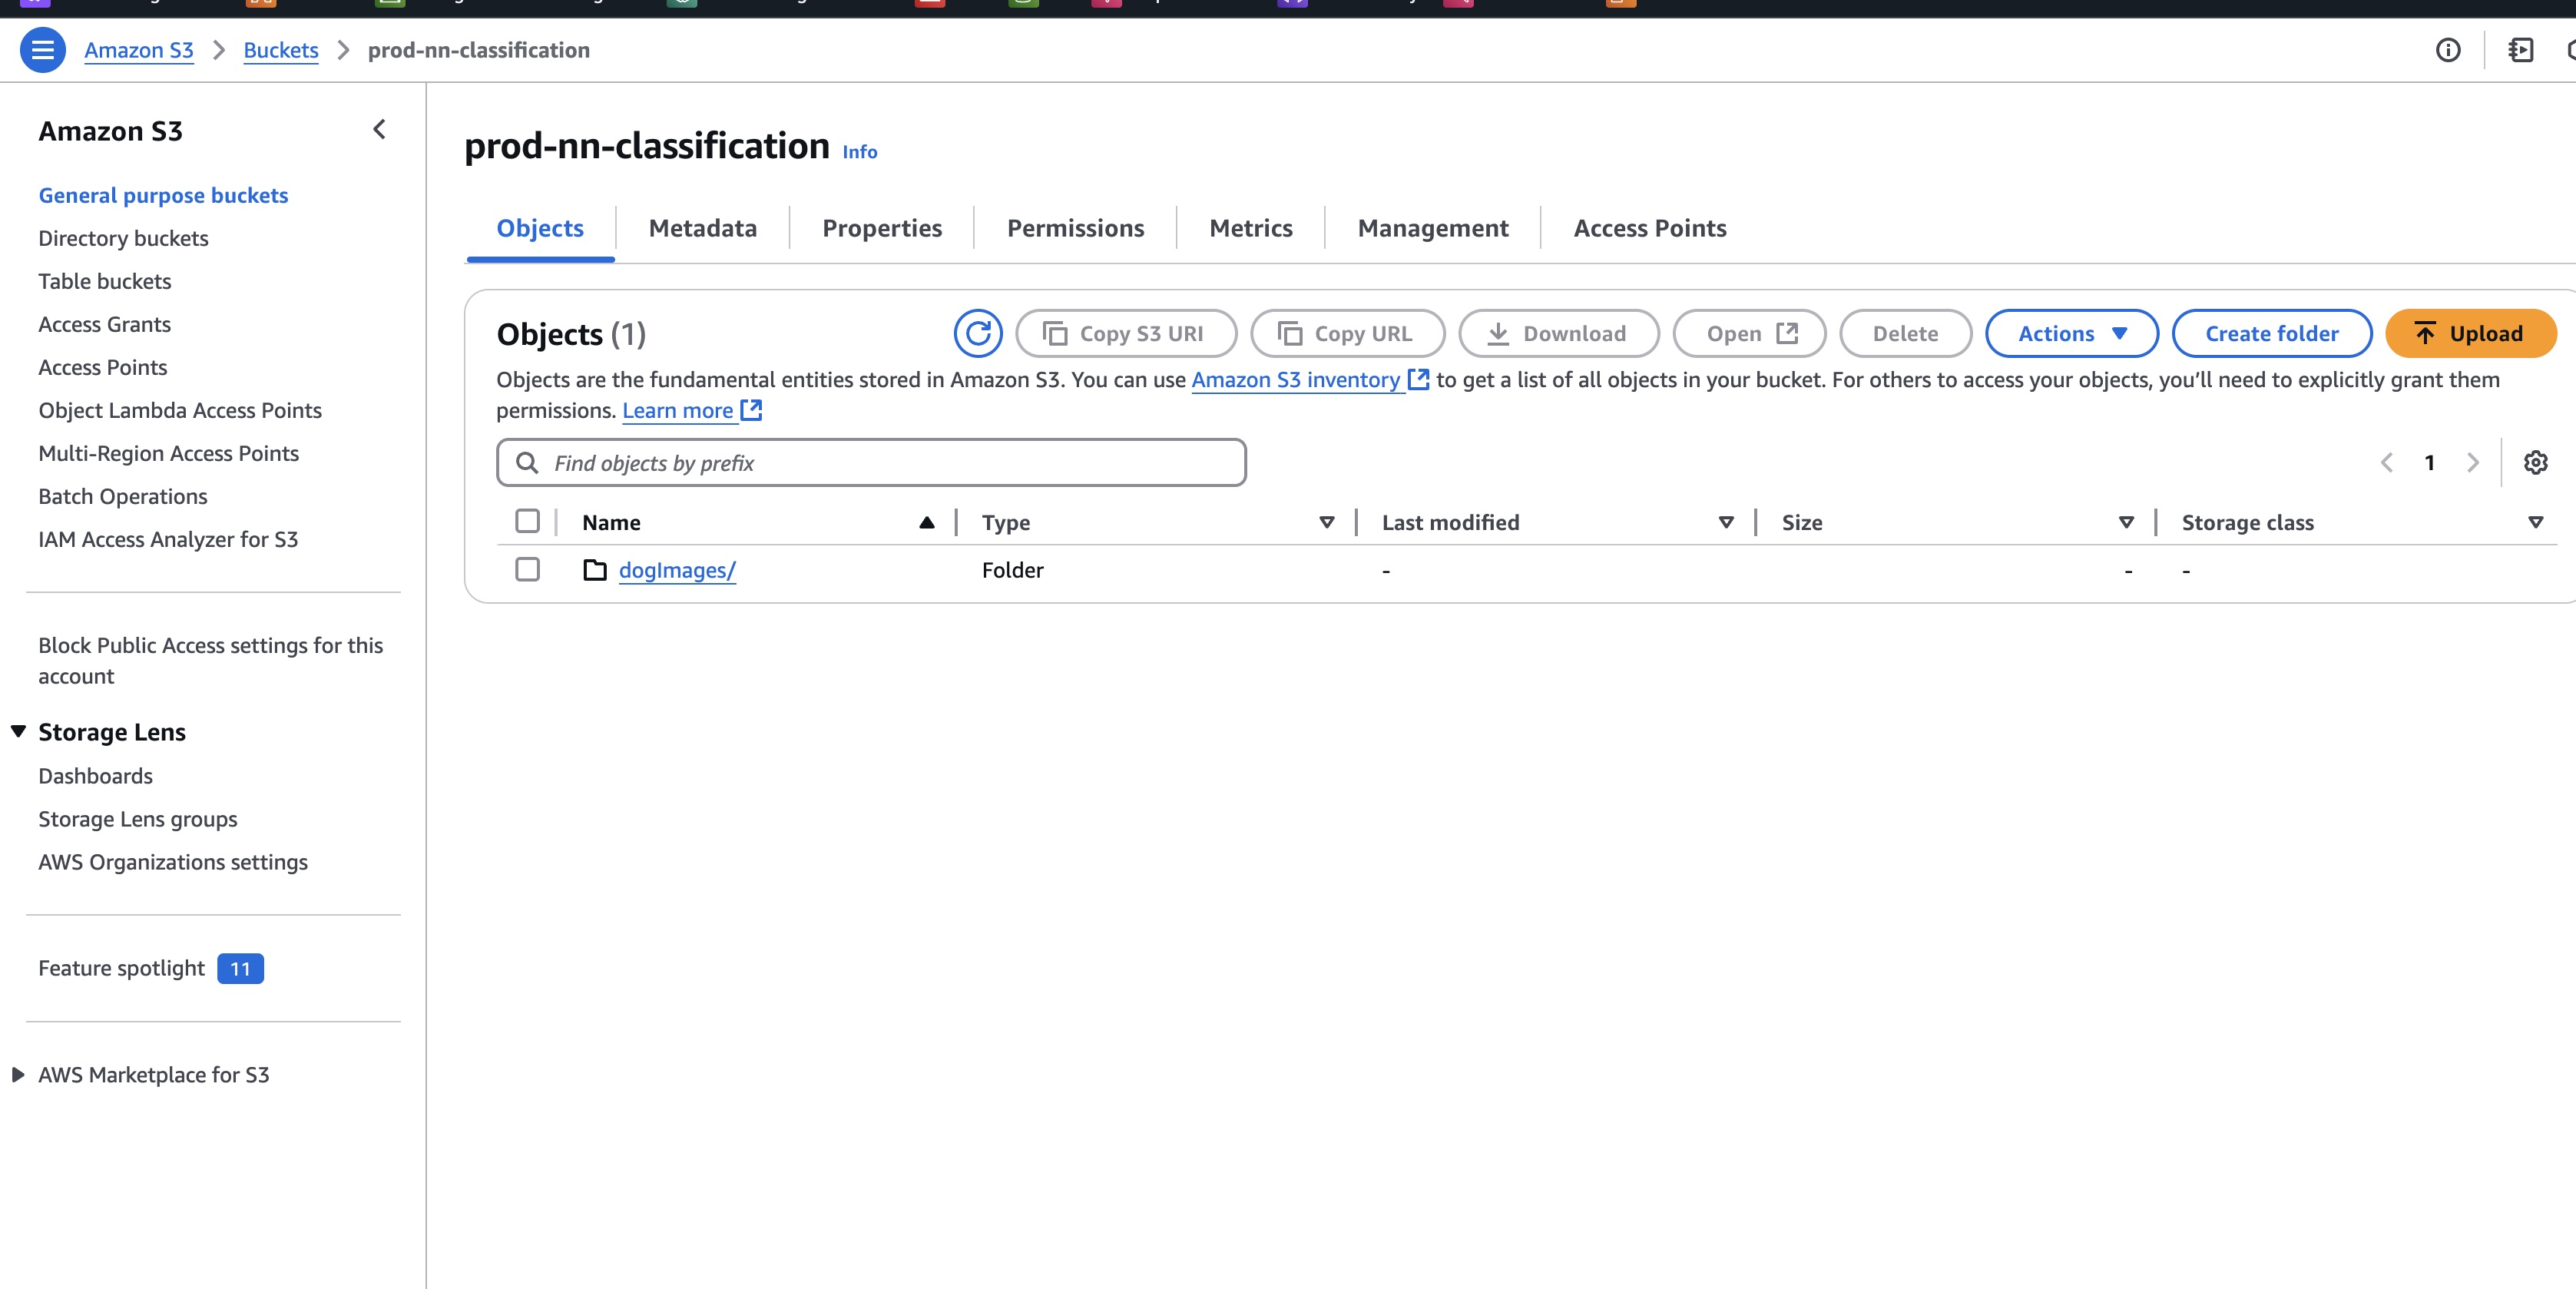 Amazon S3 > Buckets > prod-nn-classification
Amazon S3
General purpose buckets
Directory buckets
Table buckets
Access Grants
Access Points
Object Lambda Access Points
Multi-Region Access Points
Batch Operations
IAM Access Analyzer for S3
Block Public Access settings for this
account
Storage Lens
Dashboards
Storage Lens groups
AWS Organizations settings
Feature spotlight 11
AWS Marketplace for S3
prod-nn-classification Info
Objects Metadata Properties Permissions Metrics Management Access Points
Objects (1) Copy S3 URI Copy URL Download Open Delete Actions Create folder Upload
Objects are the fundamental entities stored in Amazon S3. You can use Amazon S3 inventory to get a list of all objects in your bucket. For others to access your objects, you’ll need to explicitly grant them
permissions. Learn more
Find objects by prefix 1
Name Type Last modified Size Storage class
dogImages/ Folder - - -